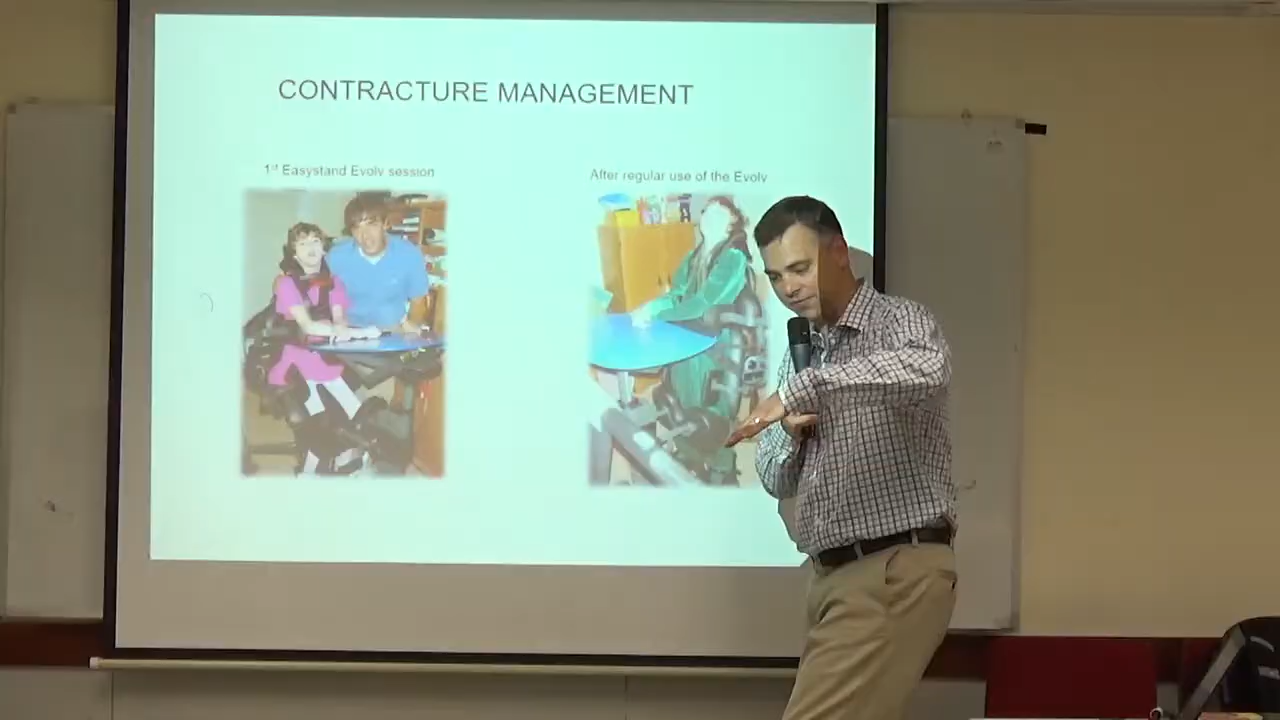 CONTRACTURE MANAGEMENT
1st Easystand Evolv session
After regular use of the Evolv